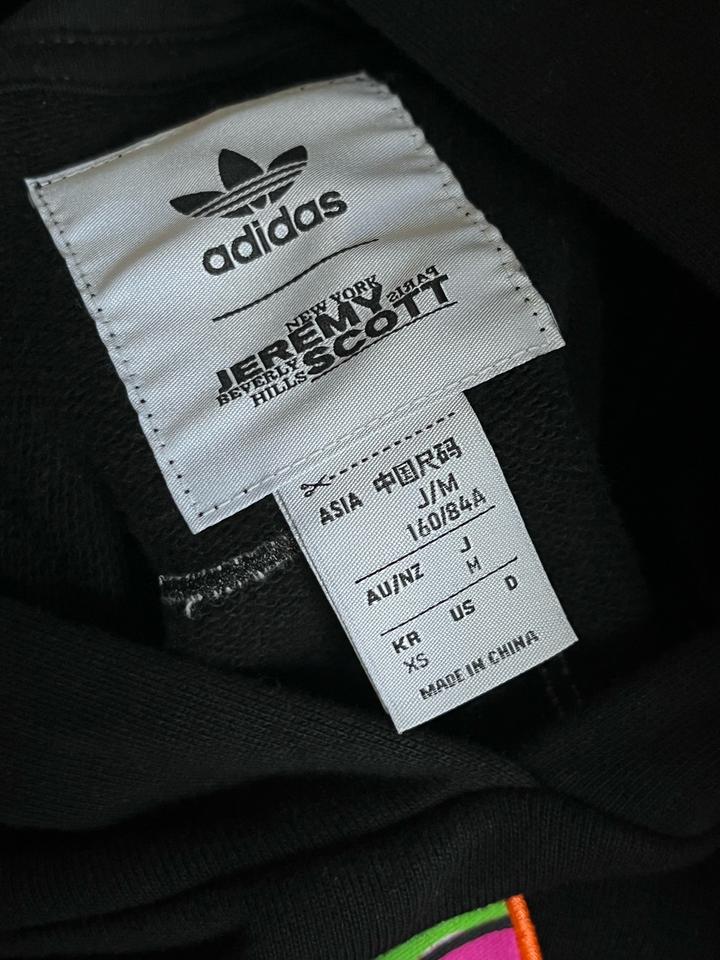 adidas
NEW YORK PARIS
JEREMY
SCOTT
BEVERLY
HILLS
ASIA 中国尺码
J/M
160/84A
AU/NZ J
M
KR US D
XS
MADE IN CHINA